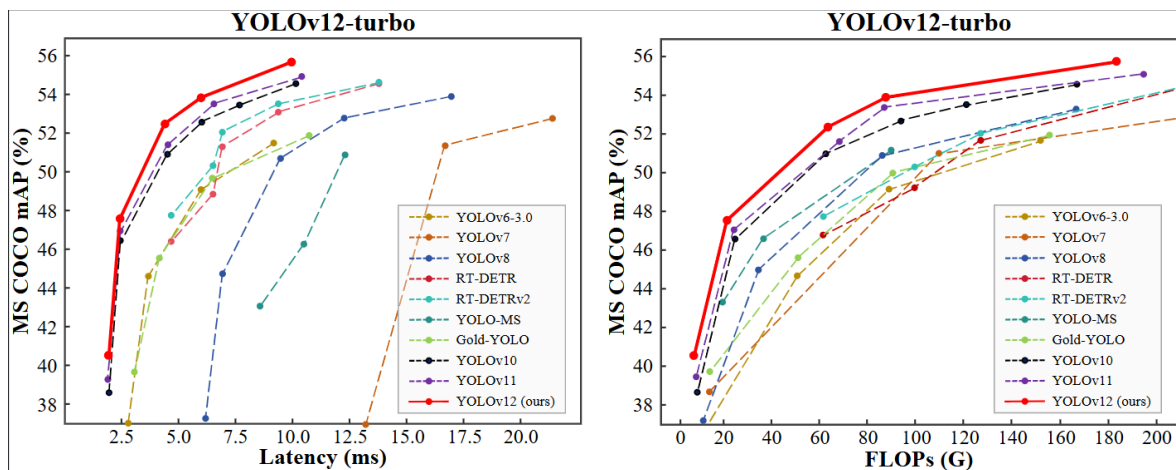 YOLOv12-turbo
MS COCO mAP (%)
56
54
52
50
48
46
44
42
40
38
2.5 5.0 7.5 10.0 12.5 15.0 17.5 20.0
Latency (ms)
YOLOv6-3.0
YOLOv7
YOLOv8
RT-DETR
RT-DETRv2
YOLO-MS
Gold-YOLO
YOLOv10
YOLOv11
YOLOv12 (ours)
YOLOv12-turbo
MS COCO mAP (%)
56
54
52
50
48
46
44
42
40
38
0 20 40 60 80 100 120 140 160 180 200
FLOPs (G)
YOLOv6-3.0
YOLOv7
YOLOv8
RT-DETR
RT-DETRv2
YOLO-MS
Gold-YOLO
YOLOv10
YOLOv11
YOLOv12 (ours)